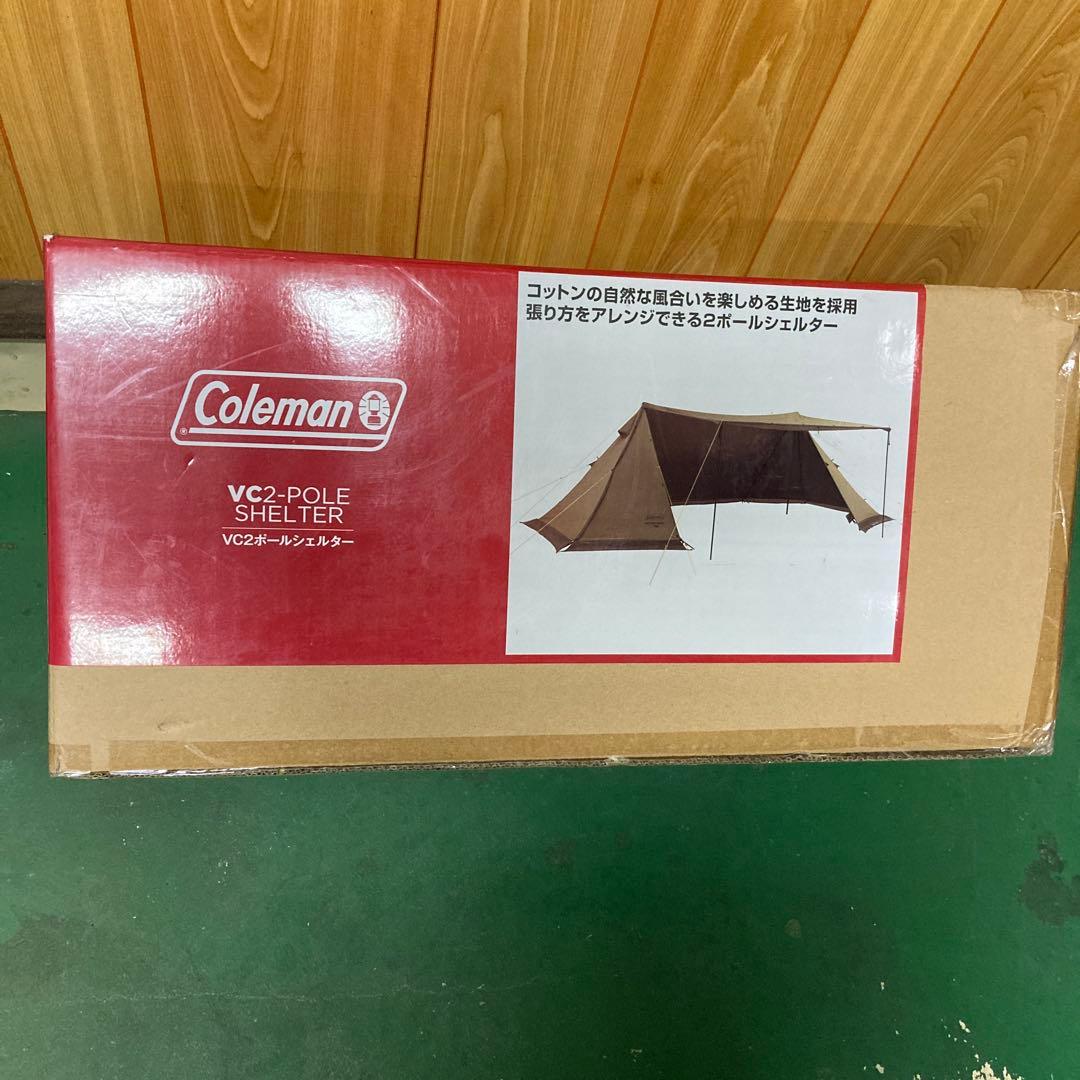 コットンの自然な風合いを楽しめる生地を採用
張り方をアレンジできる2ポールシェルター
Coleman
®
VC2-POLE
SHELTER
VC2ポールシェルター
Coleman